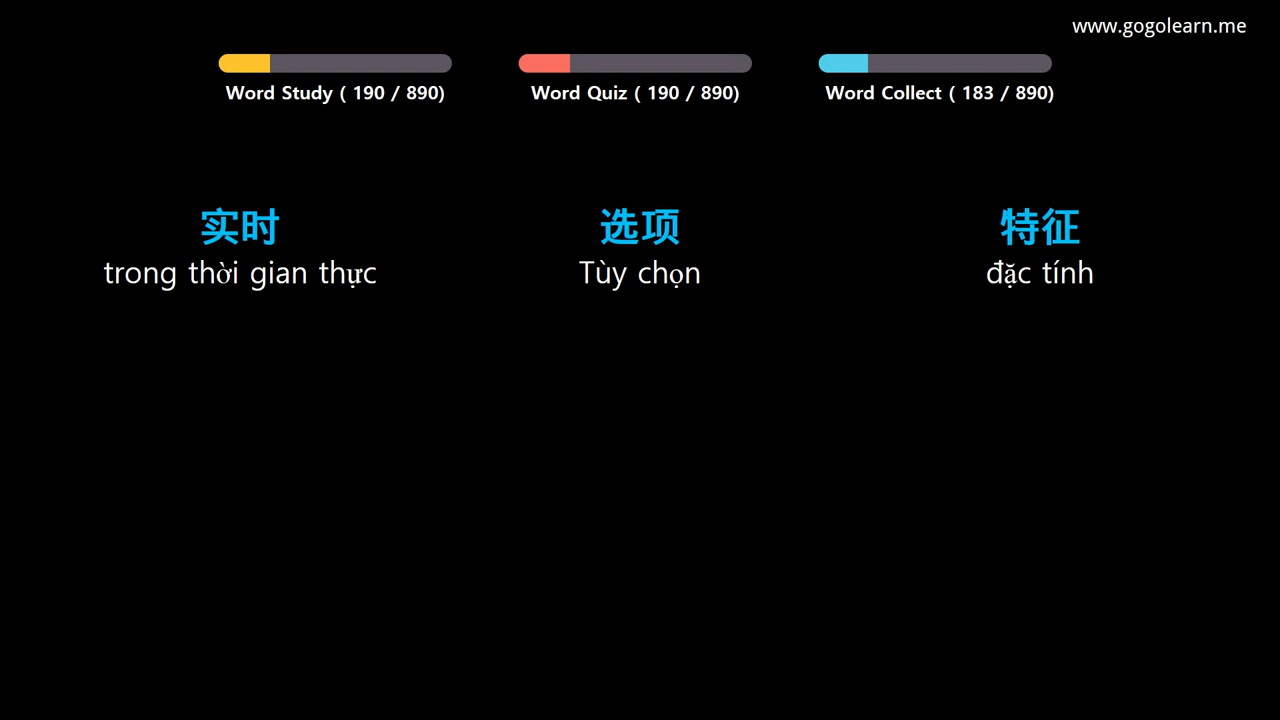 www.gogolearn.me
Word Study ( 190 / 890)
Word Quiz ( 190 / 890)
Word Collect ( 183 / 890)
实时
选项
特征
trong thời gian thực
Tùy chọn
đặc tính